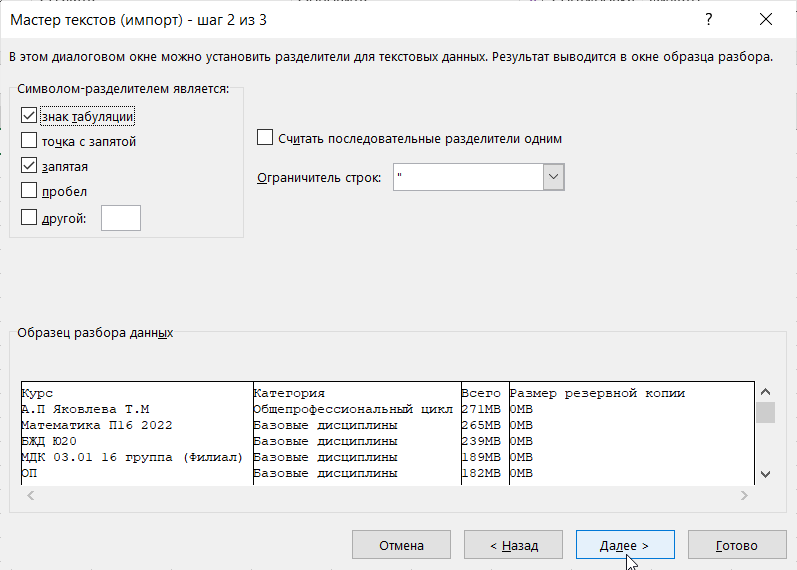 Мастер текстов (импорт) - шаг 2 из 3 ?
В этом диалоговом окне можно установить разделители для текстовых данных. Результат выводится в окне образца разбора.
Символом-разделителем является:
знак табуляции
точка с запятой
запятая
пробел
другой:
Считать последовательные разделители одним
Ограничитель строк: "
Образец разбора данных
Курс Категория Всего Размер резервной копии
А.П Яковлева Т.М Общепрофессиональный цикл 271MB 0MB
Математика П16 2022 Базовые дисциплины 265MB 0MB
БЖД Ю20 Базовые дисциплины 239MB 0MB
МДК 03.01 16 группа (Филиал) Базовые дисциплины 189MB 0MB
ОП Базовые дисциплины 182MB 0MB
Отмена < Назад Далее > Готово